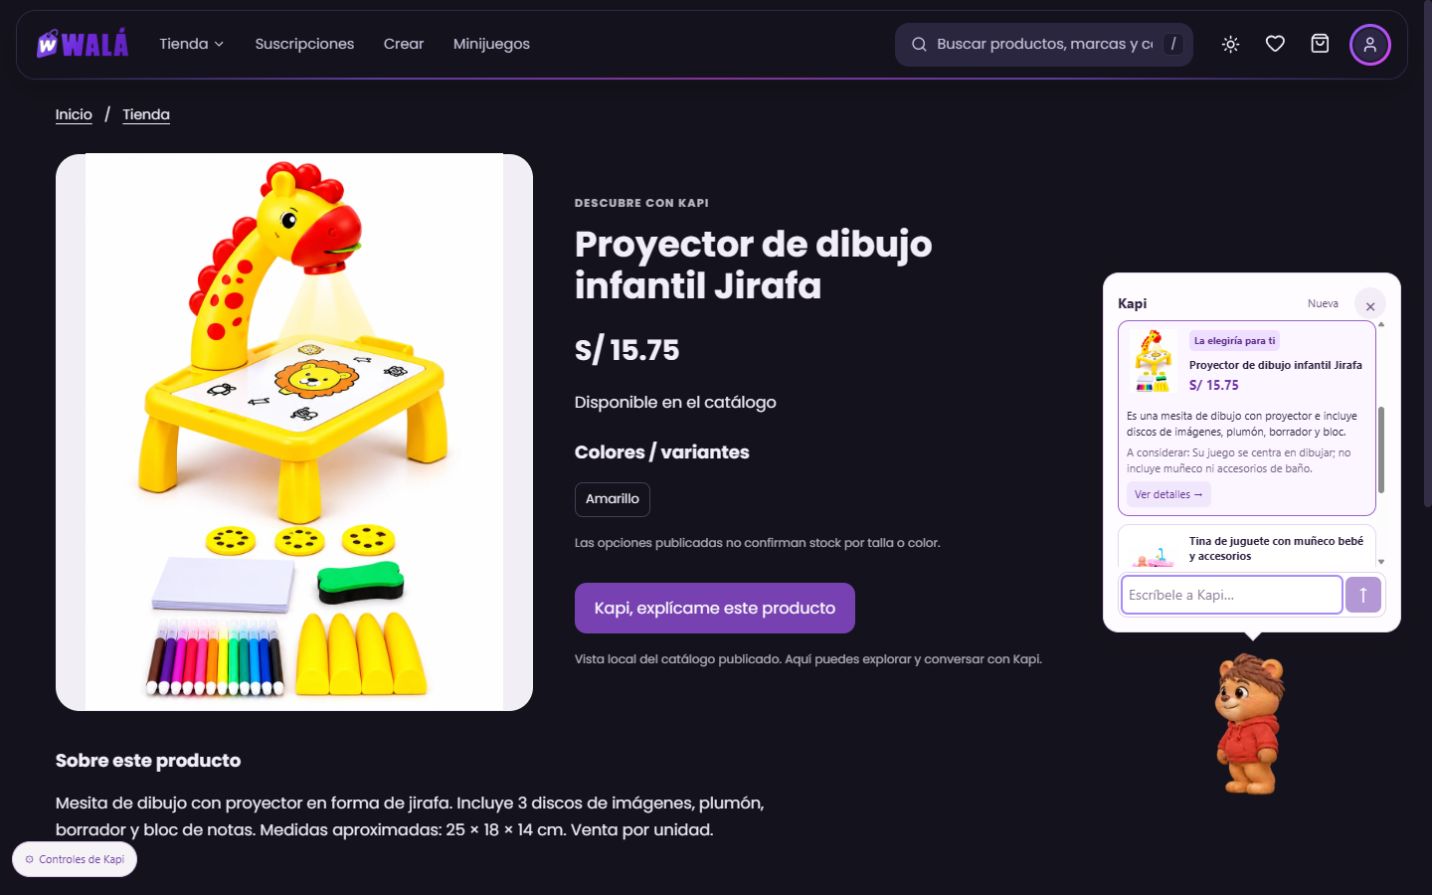 WALÁ
Tienda
Suscripciones
Crear
Minijuegos
Buscar productos, marcas y c
/
Inicio / Tienda
DESCUBRE CON KAPI
Proyector de dibujo
infantil Jirafa
S/ 15.75
Disponible en el catálogo
Colores / variantes
Amarillo
Las opciones publicadas no confirman stock por talla o color.
Kapi, explícame este producto
Vista local del catálogo publicado. Aquí puedes explorar y conversar con Kapi.
Sobre este producto
Mesita de dibujo con proyector en forma de jirafa. Incluye 3 discos de imágenes, plumón,
borrador y bloc de notas. Medidas aproximadas: 25 × 18 × 14 cm. Venta por unidad.
Controles de Kapi
Kapi
Nueva
×
La elegiría para ti
Proyector de dibujo infantil Jirafa
S/ 15.75
Es una mesita de dibujo con proyector e incluye
discos de imágenes, plumón, borrador y bloc.
A considerar: Su juego se centra en dibujar; no
incluye muñeco ni accesorios de baño.
Ver detalles →
Tina de juguete con muñeco bebé
y accesorios
Escríbele a Kapi...
↑